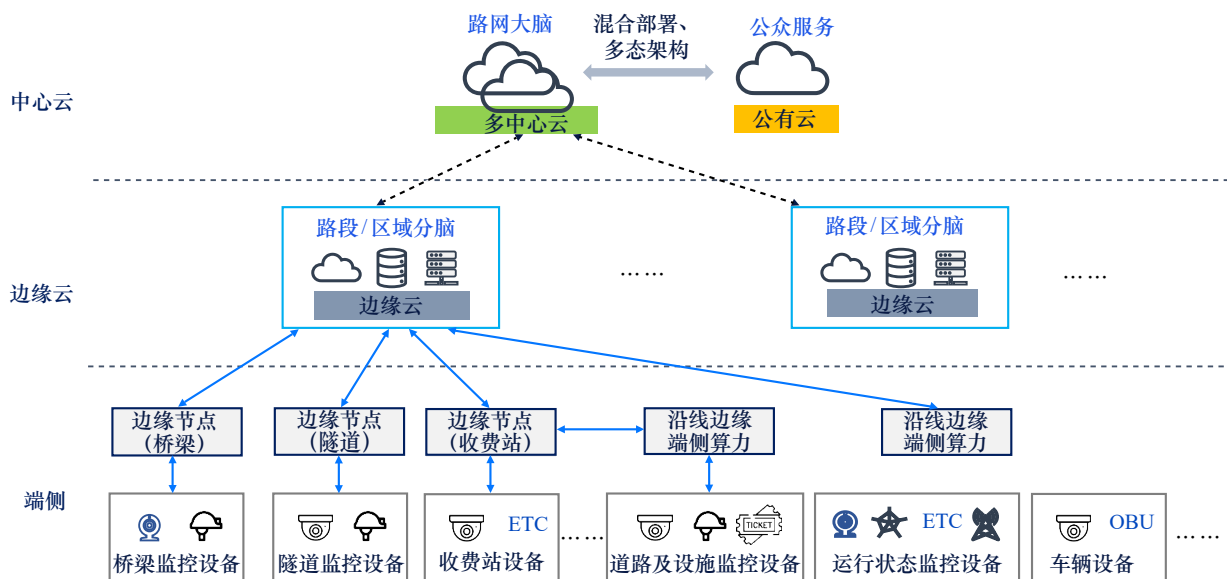 路网大脑
混合部署、
多态架构
公众服务
中心云
多中心云
公有云
路段/区域分脑
边缘云
……
路段/区域分脑
边缘云
……
边缘云
边缘节点
（桥梁）
边缘节点
（隧道）
边缘节点
（收费站）
沿线边缘
端侧算力
沿线边缘
端侧算力
端侧
桥梁监控设备
隧道监控设备
ETC
收费站设备
……
TICKET
道路及设施监控设备
ETC
运行状态监控设备
OBU
车辆设备
……